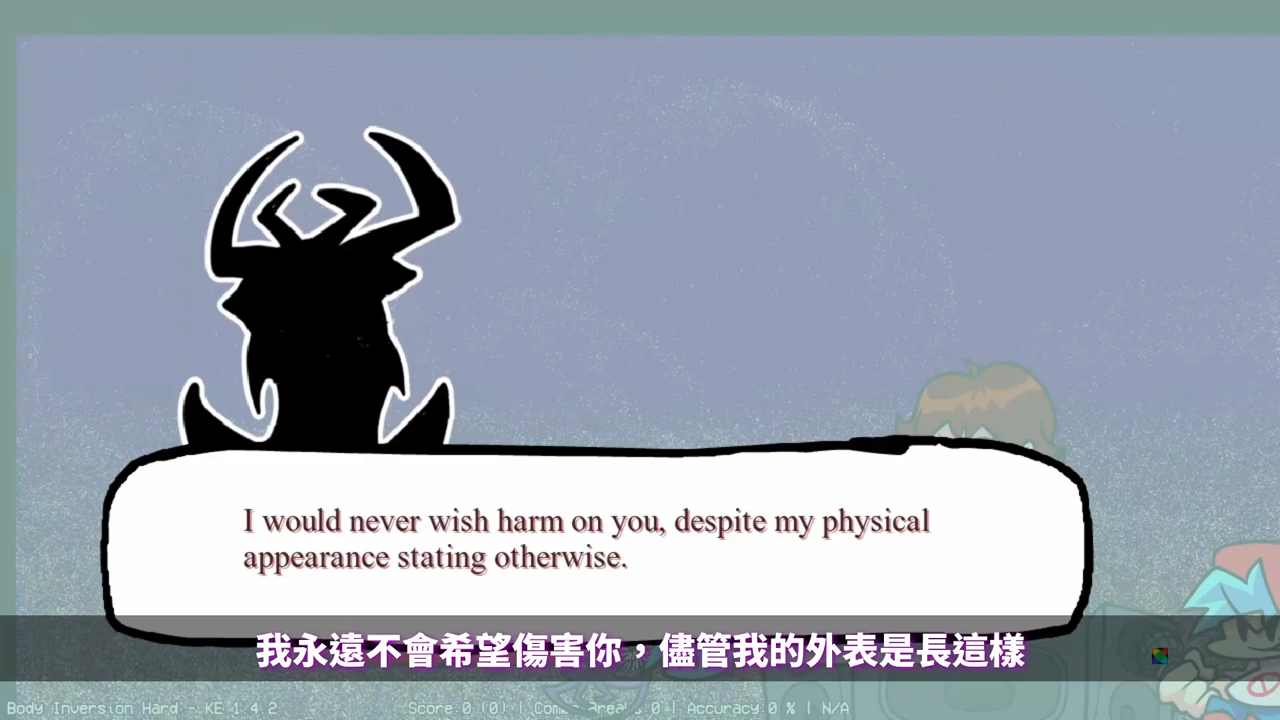 I would never wish harm on you, despite my physical
appearance stating otherwise.
我永遠不會希望傷害你，儘管我的外表是長這樣
Body Inversion Hard - KE 1.4.2
Score:0 (0) | Combo Breaks:0 | Accuracy:0 % | N/A